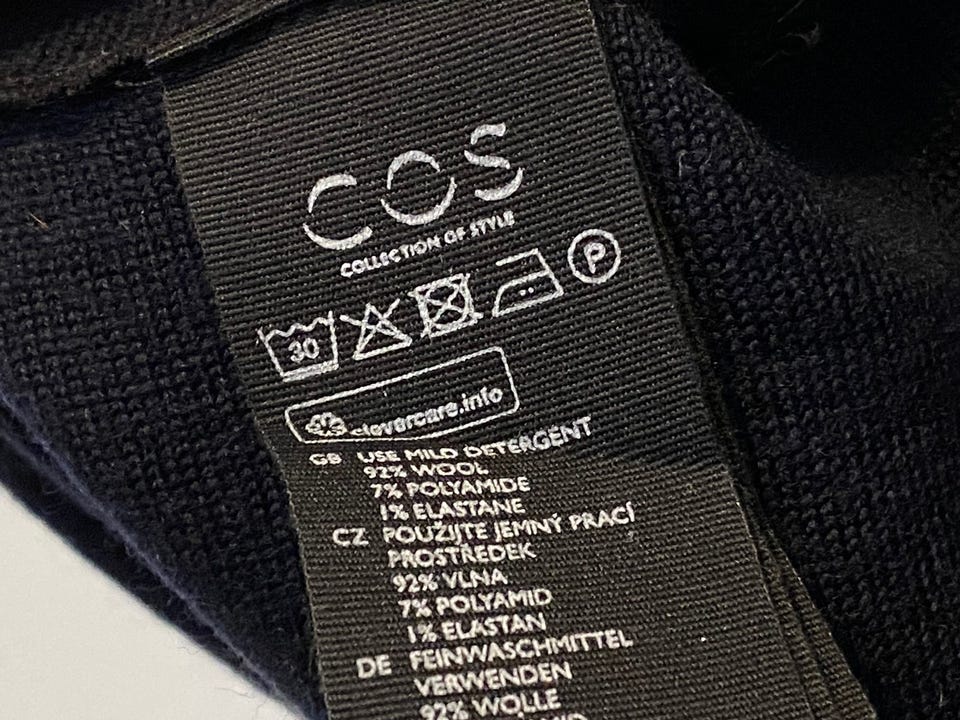 COS
COLLECTION OF STYLE
30 P
clevercare.info
GB USE MILD DETERGENT
92% WOOL
7% POLYAMIDE
1% ELASTANE
CZ POUŽIJTE JEMNÝ PRACÍ
PROSTŘEDEK
92% VLNA
7% POLYAMID
1% ELASTAN
DE FEINWASCHMITTEL
VERWENDEN
92% WOLLE